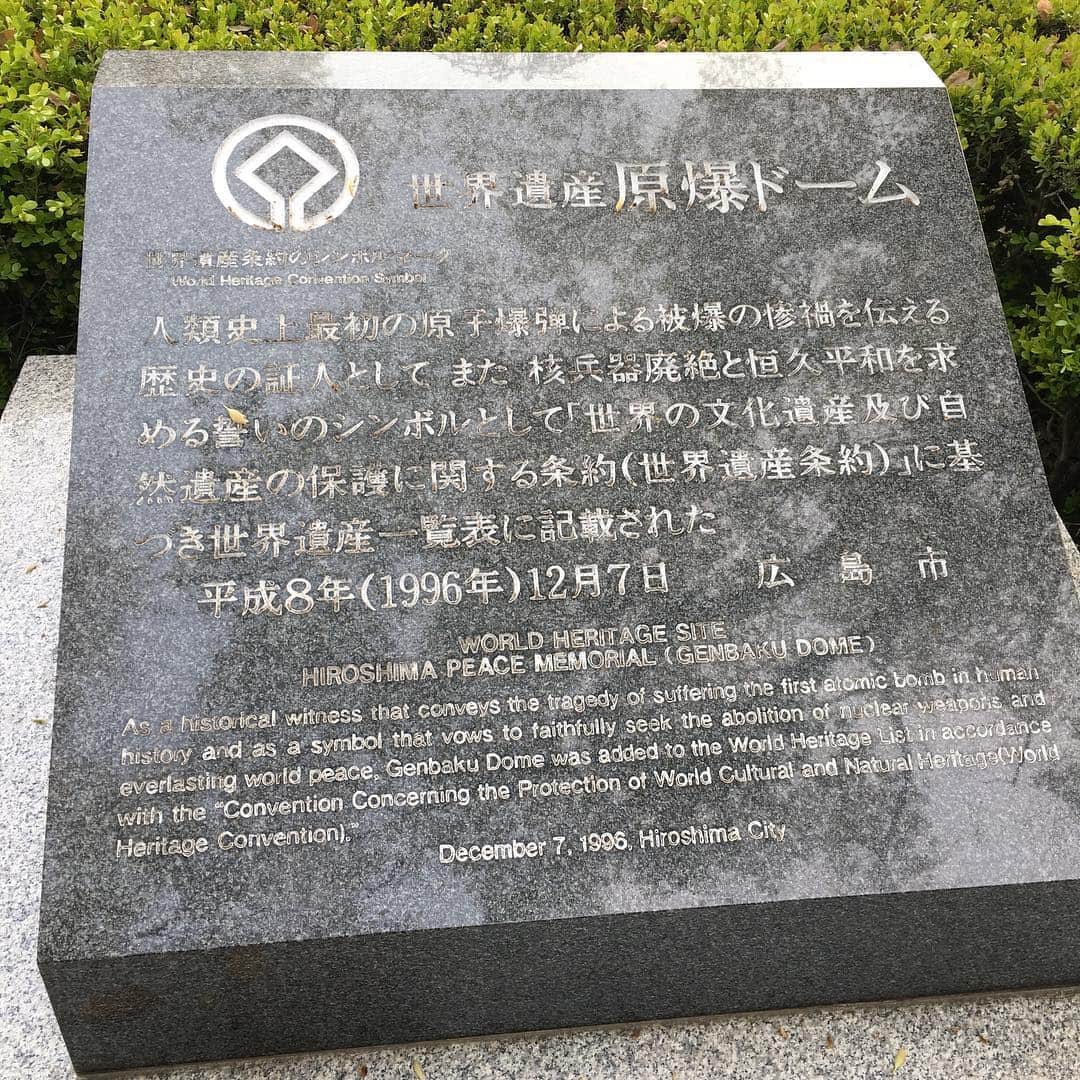 世界遺産 原爆ドーム
世界遺産条約のシンボルマーク
World Heritage Convention Symbol
人類史上最初の原子爆弾による被爆の惨禍を伝える
歴史の証人として また 核兵器廃絶と恒久平和を求
める誓いのシンボルとして「世界の文化遺産及び自
然遺産の保護に関する条約(世界遺産条約)」に基
つき世界遺産一覧表に記載された
平成8年(1996年)12月7日 広島市
WORLD HERITAGE SITE
HIROSHIMA PEACE MEMORIAL (GENBAKU DOME)
As a historical witness that conveys the tragedy of suffering the first atomic bomb in human
history and as a symbol that vows to faithfully seek the abolition of nuclear weapons and
everlasting world peace, Genbaku Dome was added to the World Heritage List in accordance
with the "Convention Concerning the Protection of World Cultural and Natural Heritage(World
Heritage Convention)."
December 7, 1996, Hiroshima City